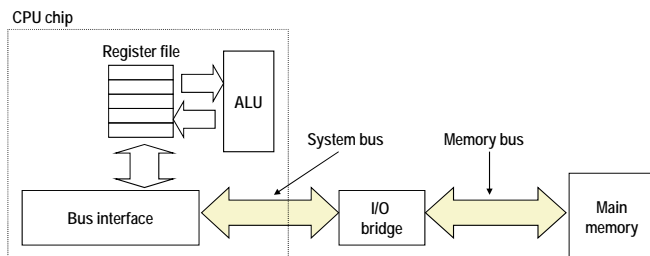 CPU chip
Register file
ALU
System bus
Memory bus
Bus interface
I/O
bridge
Main
memory